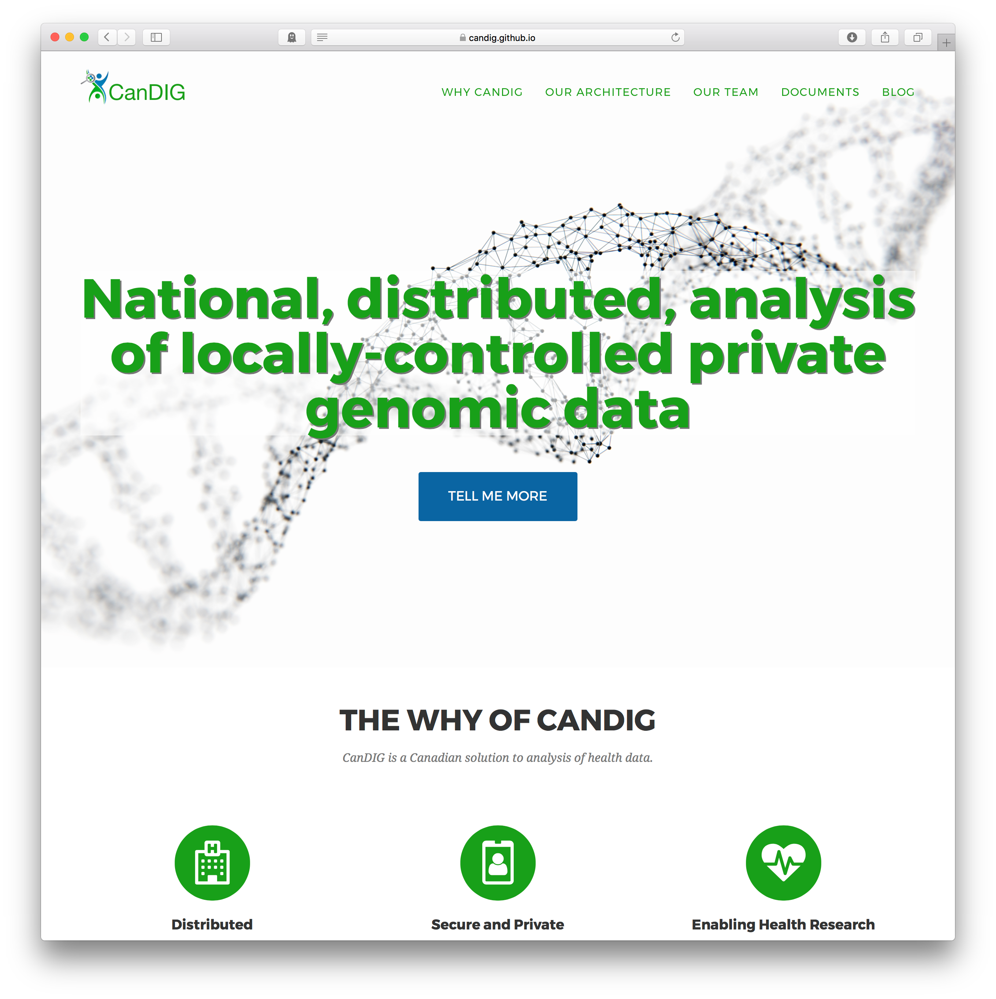 candig.github.io
CanDIG
WHY CANDIG OUR ARCHITECTURE OUR TEAM DOCUMENTS BLOG
National, distributed, analysis
of locally-controlled private
genomic data
TELL ME MORE
THE WHY OF CANDIG
CanDIG is a Canadian solution to analysis of health data.
H
Distributed Secure and Private Enabling Health Research